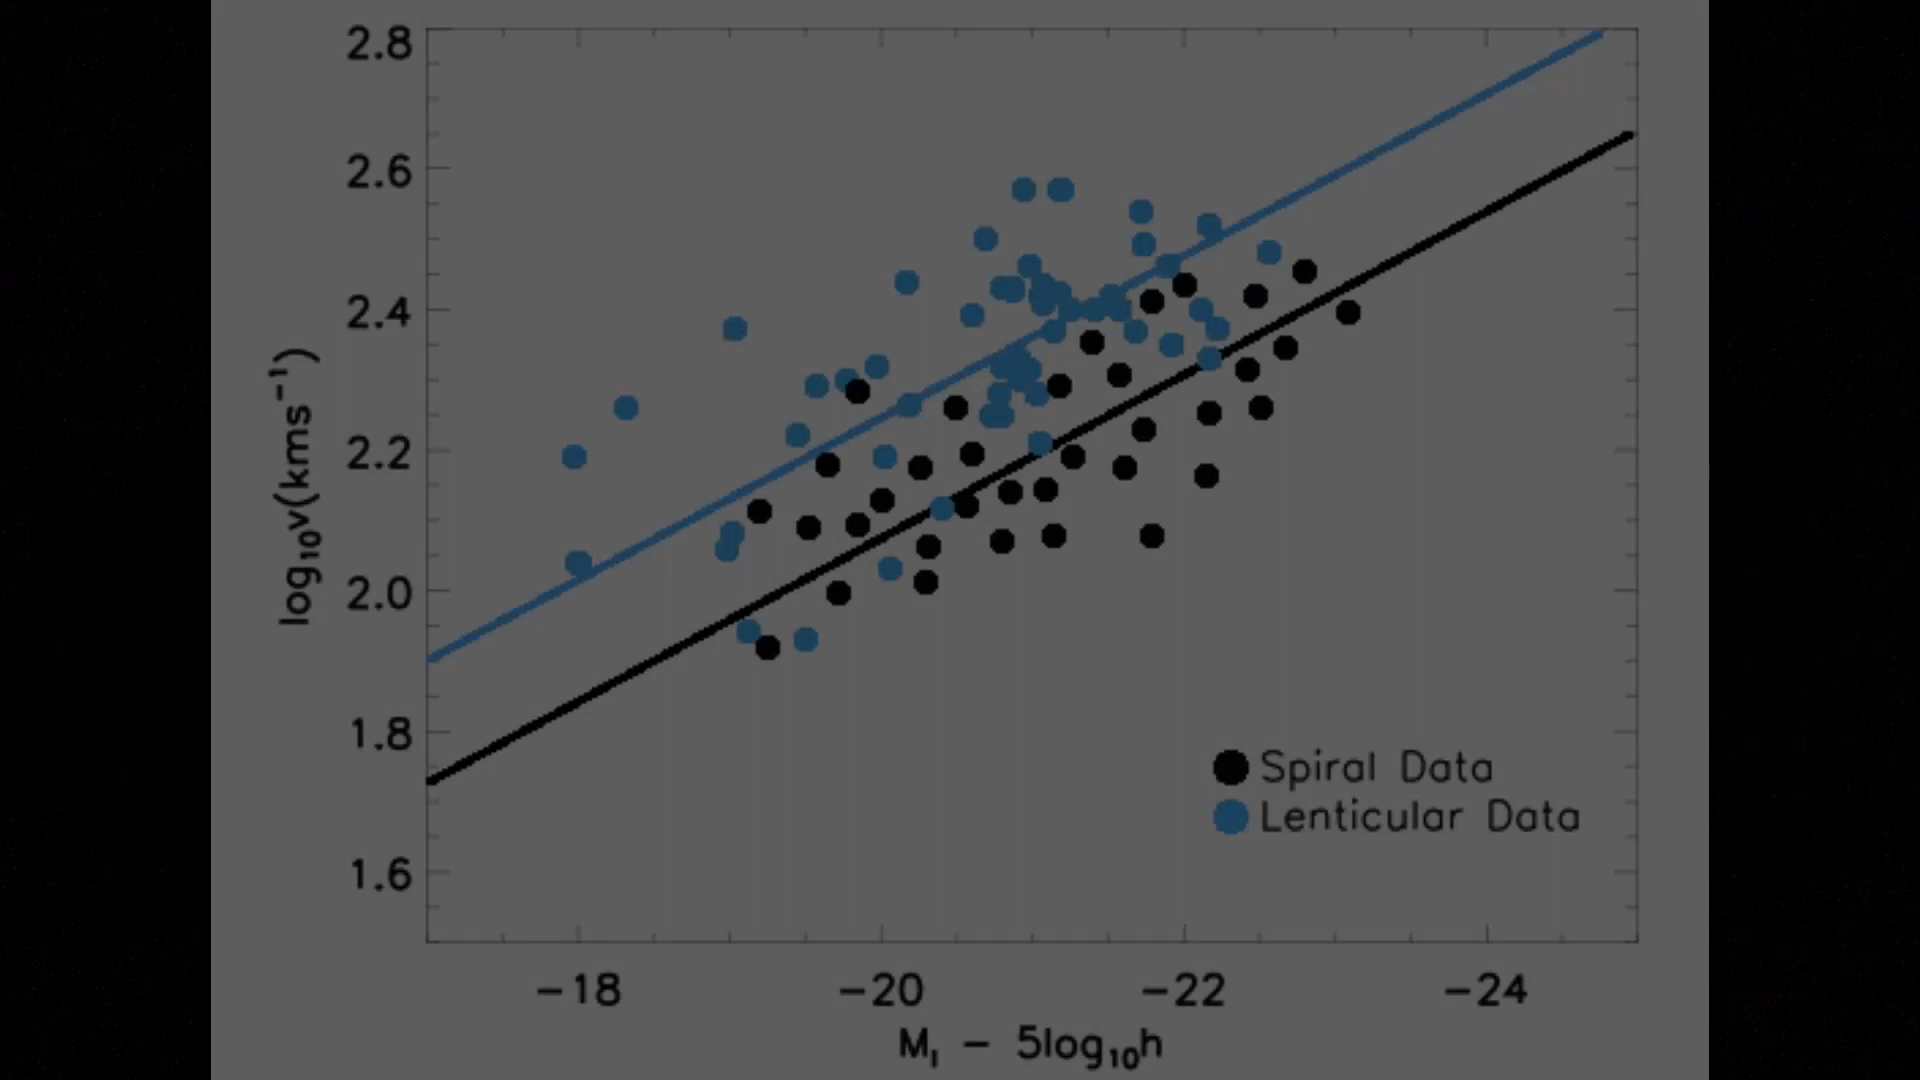 2.8
2.6
2.4
2.2
2.0
1.8
1.6
log₁₀v(kms⁻¹)
Spiral Data
Lenticular Data
−18 −20 −22 −24
Mᵢ − 5log₁₀h